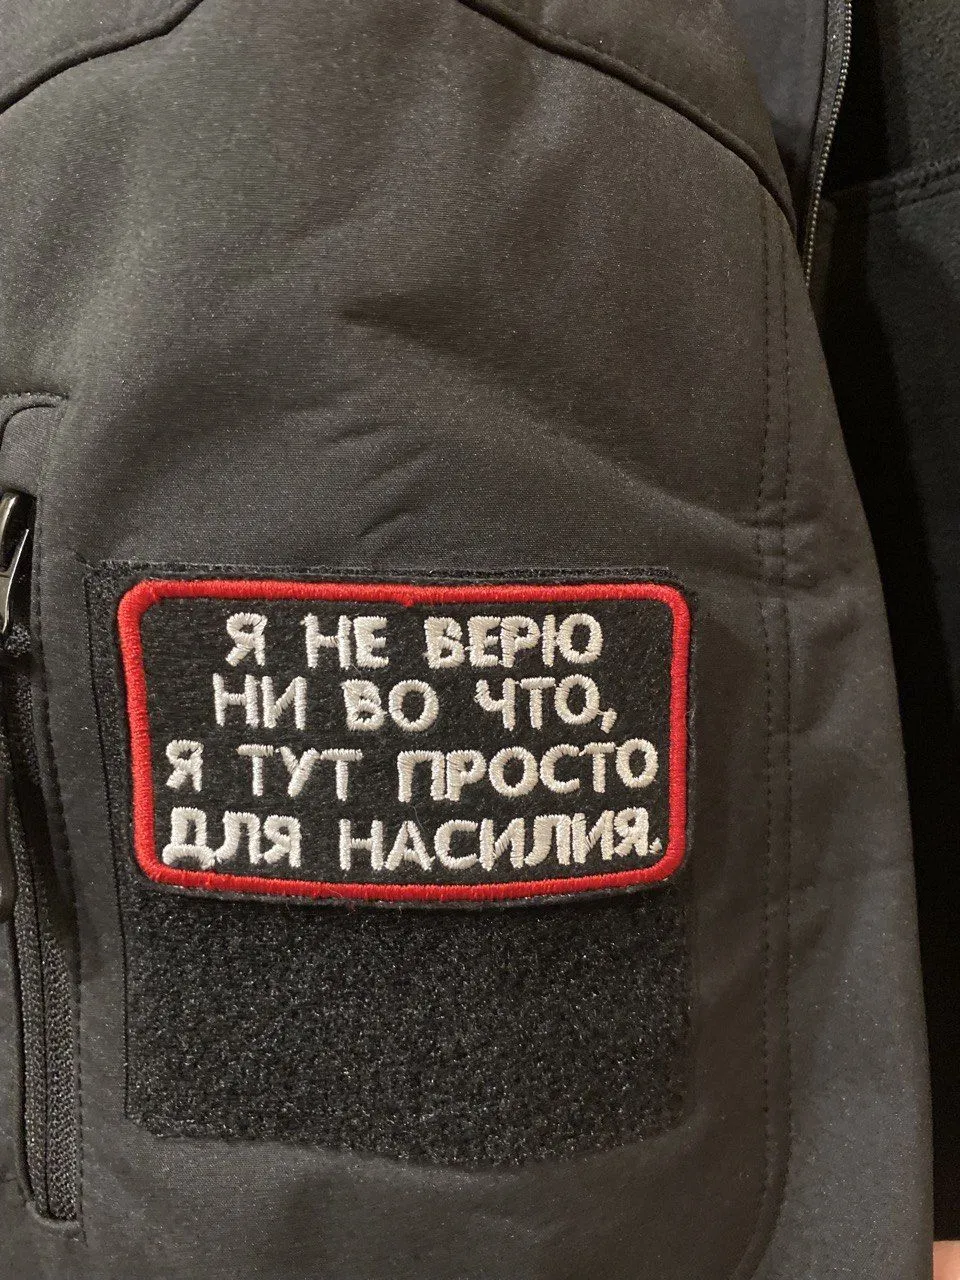 Я НЕ ВЕРЮ
НИ ВО ЧТО,
Я ТУТ ПРОСТО
ДЛЯ НАСИЛИЯ.